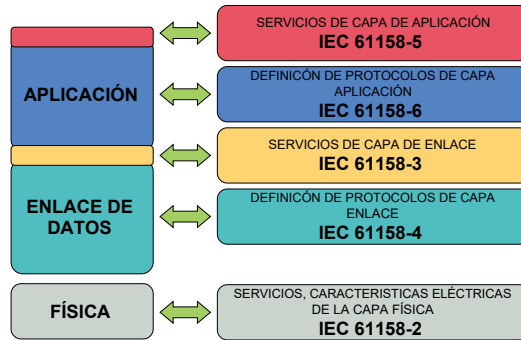 SERVICIOS DE CAPA DE APLICACIÓN
IEC 61158-5
APLICACIÓN
DEFINICÓN DE PROTOCOLOS DE CAPA
APLICACIÓN
IEC 61158-6
SERVICIOS DE CAPA DE ENLACE
IEC 61158-3
ENLACE DE
DATOS
DEFINICÓN DE PROTOCOLOS DE CAPA
ENLACE
IEC 61158-4
FÍSICA
SERVICIOS, CARACTERISTICAS ELÉCTRICAS
DE LA CAPA FÍSICA
IEC 61158-2